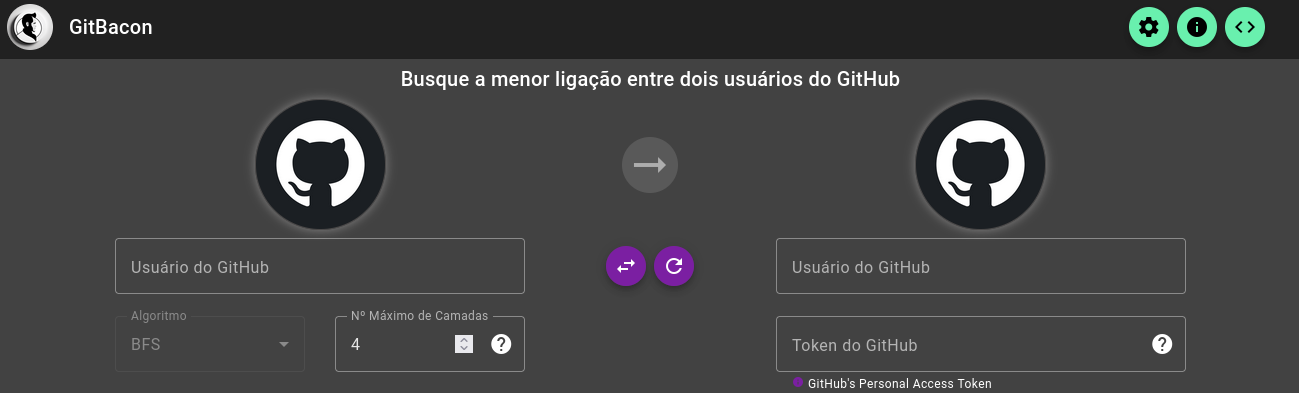 GitBacon
Busque a menor ligação entre dois usuários do GitHub
Usuário do GitHub
Usuário do GitHub
Algoritmo
BFS
Nº Máximo de Camadas
4
Token do GitHub
GitHub's Personal Access Token